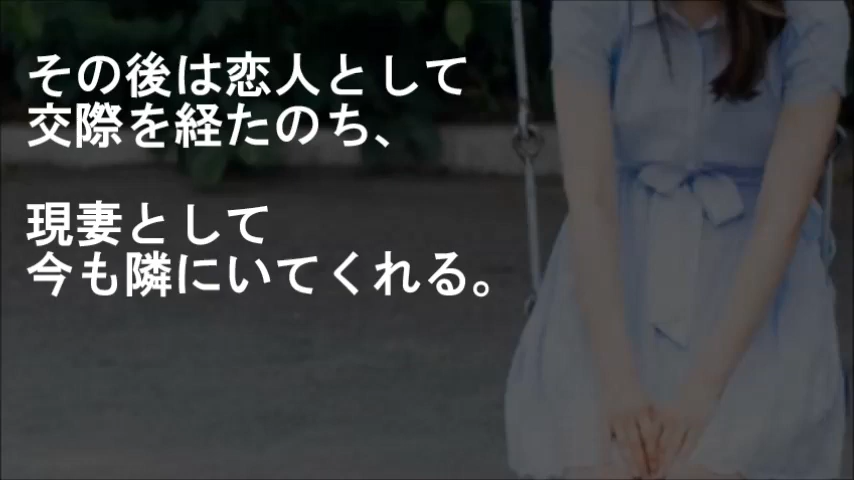 その後は恋人として
交際を経たのち、
現妻として
今も隣にいてくれる。